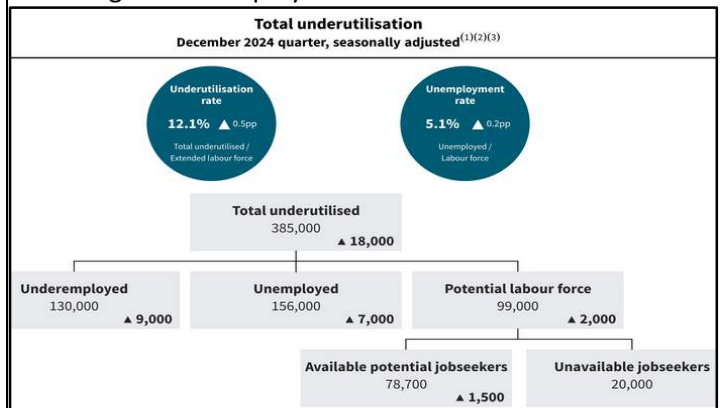 Total underutilisation
December 2024 quarter, seasonally adjusted(1)(2)(3)
Underutilisation
rate
12.1% ▲ 0.5pp
Total underutilised /
Extended labour force
Unemployment
rate
5.1% ▲ 0.2pp
Unemployed /
Labour force
Total underutilised
385,000
▲ 18,000
Underemployed
130,000
▲ 9,000
Unemployed
156,000
▲ 7,000
Potential labour force
99,000
▲ 2,000
Available potential jobseekers
78,700
▲ 1,500
Unavailable jobseekers
20,000